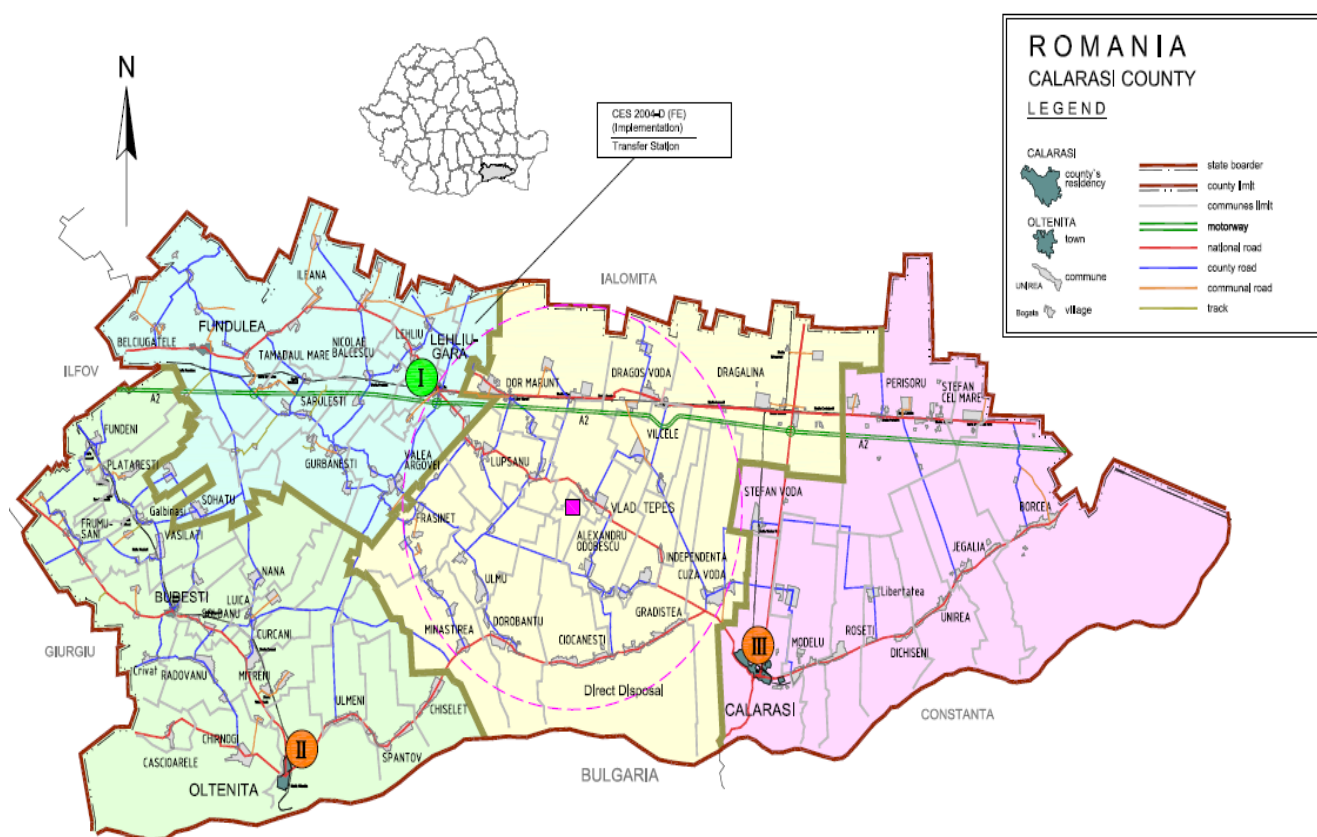 ROMANIA
CALARASI COUNTY
LEGEND
CALARASI
county`s
residency
OLTENITA
town
UNIREA
commune
Bogata
village
state boarder
county limit
communes limit
motorway
national road
county road
communal road
track
N
CES 2004-D (FE)
(Implementation)
Transfer Station
IALOMITA
ILEANA
FUNDULEA
BELCIUGATELE
TAMADAUL MARE
NICOLAE
BALCESCU
LEHLIU
LEHLIU-
GARA
I
ILFOV
A2
SARULESTI
DOR MARUNT
DRAGOS VODA
DRAGALINA
PERISORU
STEFAN
CEL MARE
A2
VILCELE
A2
FUNDENI
PLATARESTI
GURBANESTI
VALEA
ARGOVEI
LUPSANU
SOHATU
Galbinasi
FRUMU-
SANI
VASILATI
FRASINET
VLAD TEPES
STEFAN VODA
BORCEA
ALEXANDRU
ODOBESCU
INDEPENDENTA
JEGALIA
NANA
ULMU
CUZA VODA
Libertatea
BUBESTI
LUICA
SOLDANU
CURCANI
GRADISTEA
UNIREA
MINASTIREA
DOROBANTU
CIOCANESTI
III
MODELU
ROSETI
DICHISENI
GIURGIU
Crivat
RADOVANU
MITRENI
ULMENI
CHISELET
Direct Disposal
CALARASI
CONSTANTA
CHIRNOGI
CASCIOARELE
II
SPANTOV
OLTENITA
BULGARIA